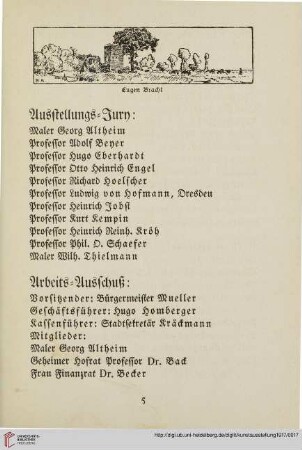 Eugen Bracht
Ausstellungs-Jury:
Maler Georg Altheim
Professor Adolf Beyer
Professor Hugo Eberhardt
Professor Otto Heinrich Engel
Professor Richard Hoelscher
Professor Ludwig von Hofmann, Dresden
Professor Heinrich Jobst
Professor Kurt Kempin
Professor Heinrich Reinh. Kröh
Professor Phil. O. Schaefer
Maler Wilh. Thielmann
Arbeits-Ausschuß:
Vorsitzender: Bürgermeister Mueller
Geschäftsführer: Hugo Homberger
Kassenführer: Stadtsekretär Kräckmann
Mitglieder:
Maler Georg Altheim
Geheimer Hofrat Professor Dr. Back
Frau Finanzrat Dr. Becker
5
http://digi.ub.uni-heidelberg.de/diglit/kunstausstellung1917/0017